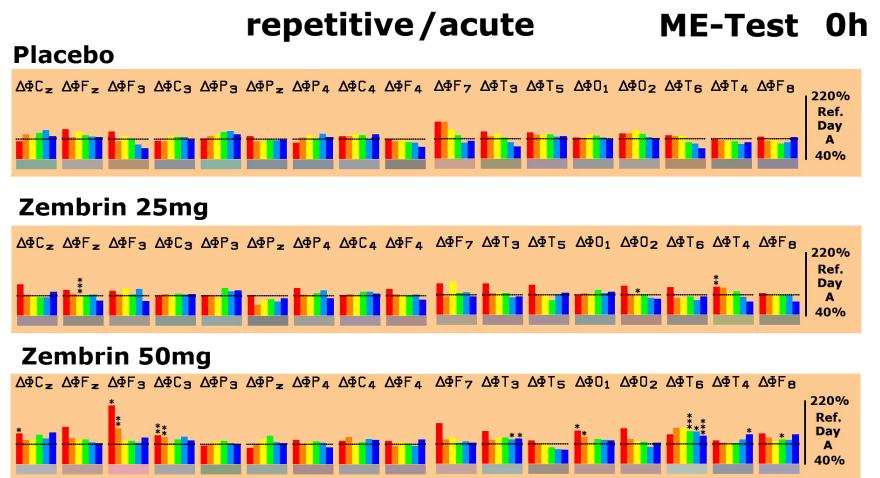 repetitive/acute ME-Test 0h
Placebo
ΔΦCz ΔΦFz ΔΦF3 ΔΦC3 ΔΦP3 ΔΦPz ΔΦP4 ΔΦC4 ΔΦF4 ΔΦF7 ΔΦT3 ΔΦT5 ΔΦO1 ΔΦO2 ΔΦT6 ΔΦT4 ΔΦF8
220%
Ref.
Day
A
40%
Zembrin 25mg
ΔΦCz ΔΦFz ΔΦF3 ΔΦC3 ΔΦP3 ΔΦPz ΔΦP4 ΔΦC4 ΔΦF4 ΔΦF7 ΔΦT3 ΔΦT5 ΔΦO1 ΔΦO2 ΔΦT6 ΔΦT4 ΔΦF8
220%
Ref.
Day
A
40%
Zembrin 50mg
ΔΦCz ΔΦFz ΔΦF3 ΔΦC3 ΔΦP3 ΔΦPz ΔΦP4 ΔΦC4 ΔΦF4 ΔΦF7 ΔΦT3 ΔΦT5 ΔΦO1 ΔΦO2 ΔΦT6 ΔΦT4 ΔΦF8
220%
Ref.
Day
A
40%